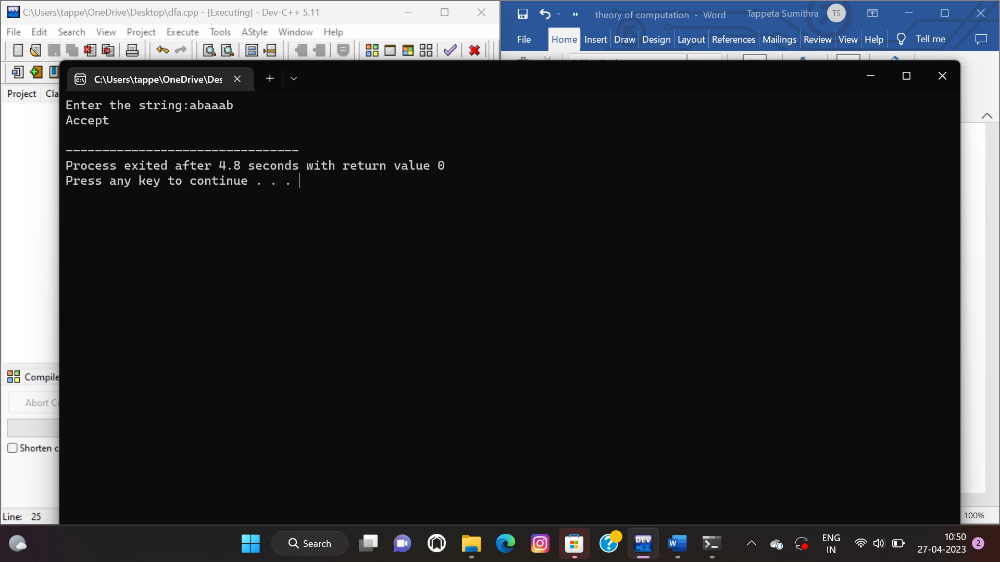 C:\Users\tappe\OneDrive\Desktop\dfa.cpp - [Executing] - Dev-C++ 5.11
File Edit Search View Project Execute Tools AStyle Window Help
theory of computation - Word
Tappeta Sumithra TS
File Home Insert Draw Design Layout References Mailings Review View Help Tell me
Project Cla
C:\Users\tappe\OneDrive\Des
Enter the string:abaaab
Accept
--------------------------------
Process exited after 4.8 seconds with return value 0
Press any key to continue . . .
Compile
Abort Co
Shorten c
Line: 25
100%
Search
DEV
C++
W
ENG
IN
10:50
27-04-2023
2